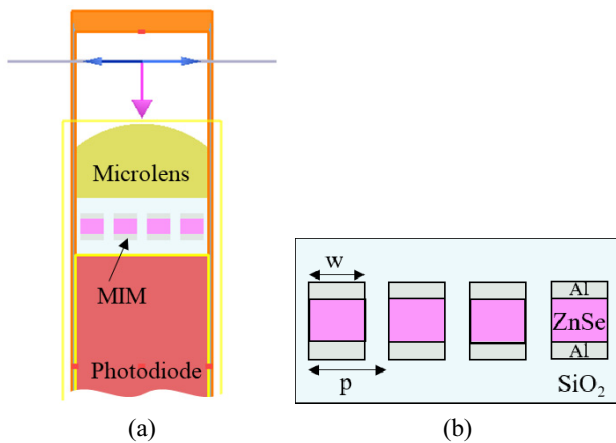 Microlens
MIM
Photodiode
(a)
w
p
Al
ZnSe
Al
SiO₂
(b)